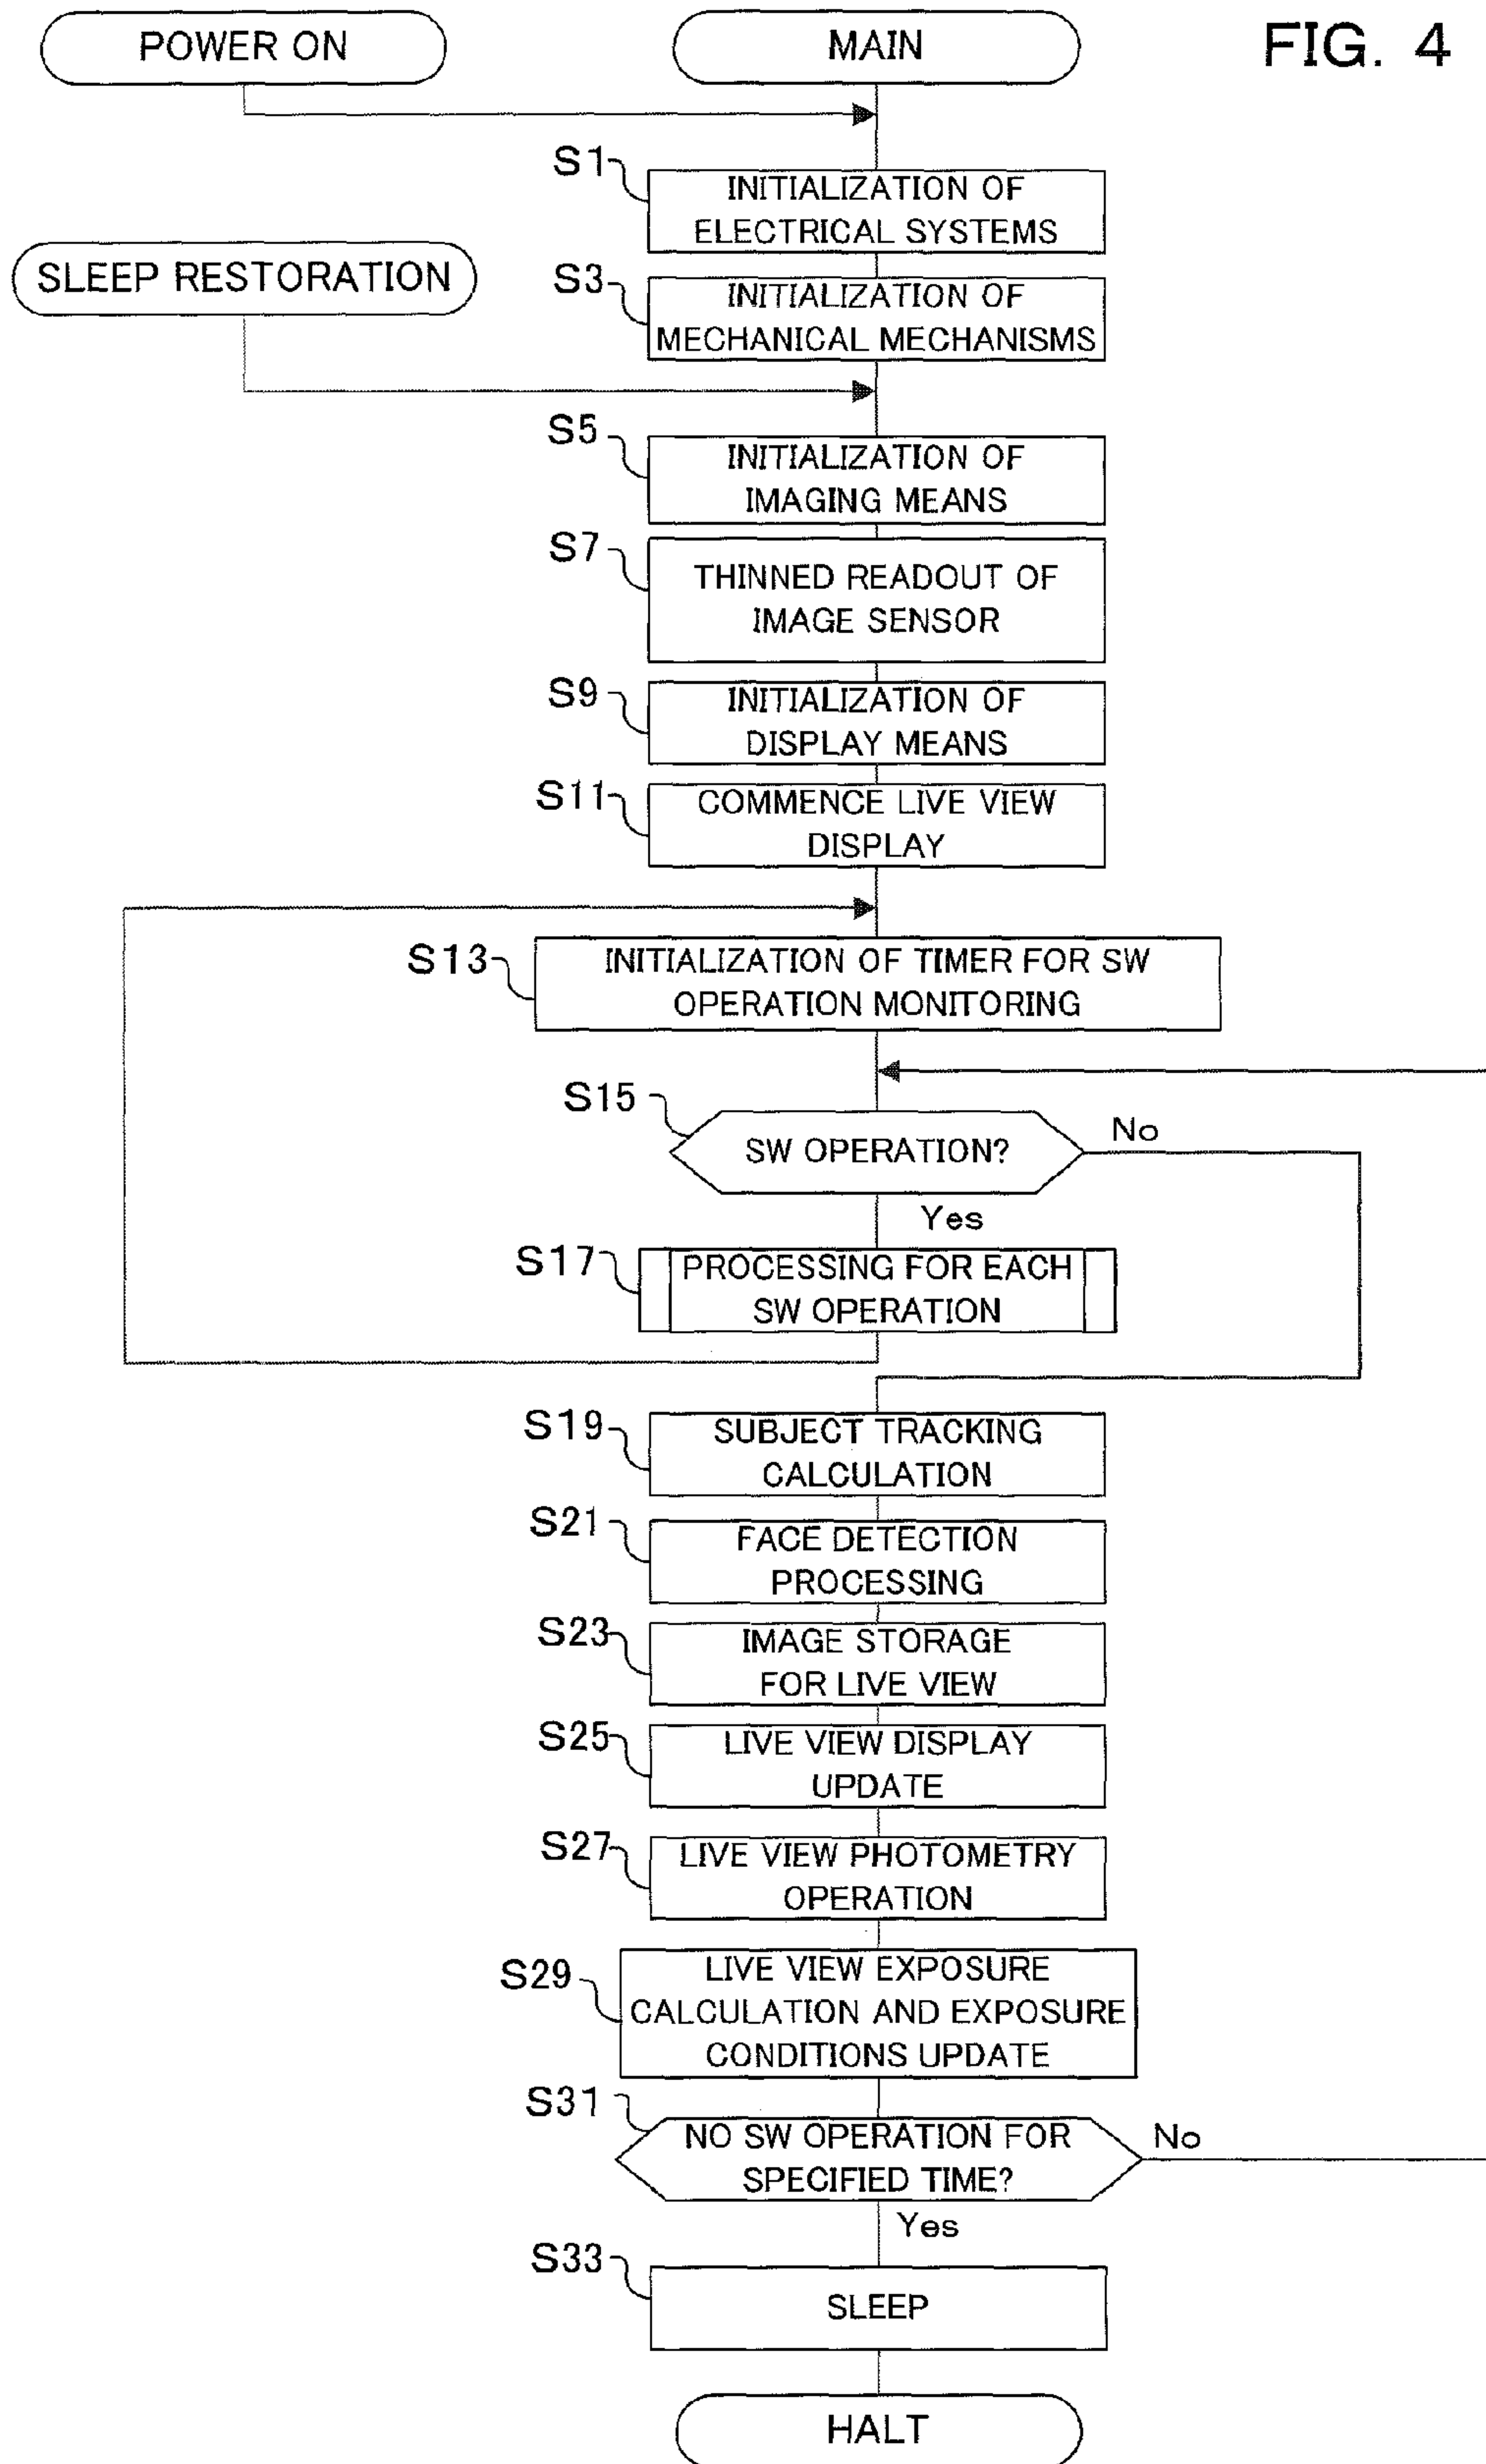 POWER ON
MAIN
FIG. 4
S1
INITIALIZATION OF
ELECTRICAL SYSTEMS
SLEEP RESTORATION
S3
INITIALIZATION OF
MECHANICAL MECHANISMS
S5
INITIALIZATION OF
IMAGING MEANS
S7
THINNED READOUT OF
IMAGE SENSOR
S9
INITIALIZATION OF
DISPLAY MEANS
S11
COMMENCE LIVE VIEW
DISPLAY
S13
INITIALIZATION OF TIMER FOR SW
OPERATION MONITORING
S15
SW OPERATION?
No
Yes
S17
PROCESSING FOR EACH
SW OPERATION
S19
SUBJECT TRACKING
CALCULATION
S21
FACE DETECTION
PROCESSING
S23
IMAGE STORAGE
FOR LIVE VIEW
S25
LIVE VIEW DISPLAY
UPDATE
S27
LIVE VIEW PHOTOMETRY
OPERATION
S29
LIVE VIEW EXPOSURE
CALCULATION AND EXPOSURE
CONDITIONS UPDATE
S31
NO SW OPERATION FOR
SPECIFIED TIME?
No
Yes
S33
SLEEP
HALT